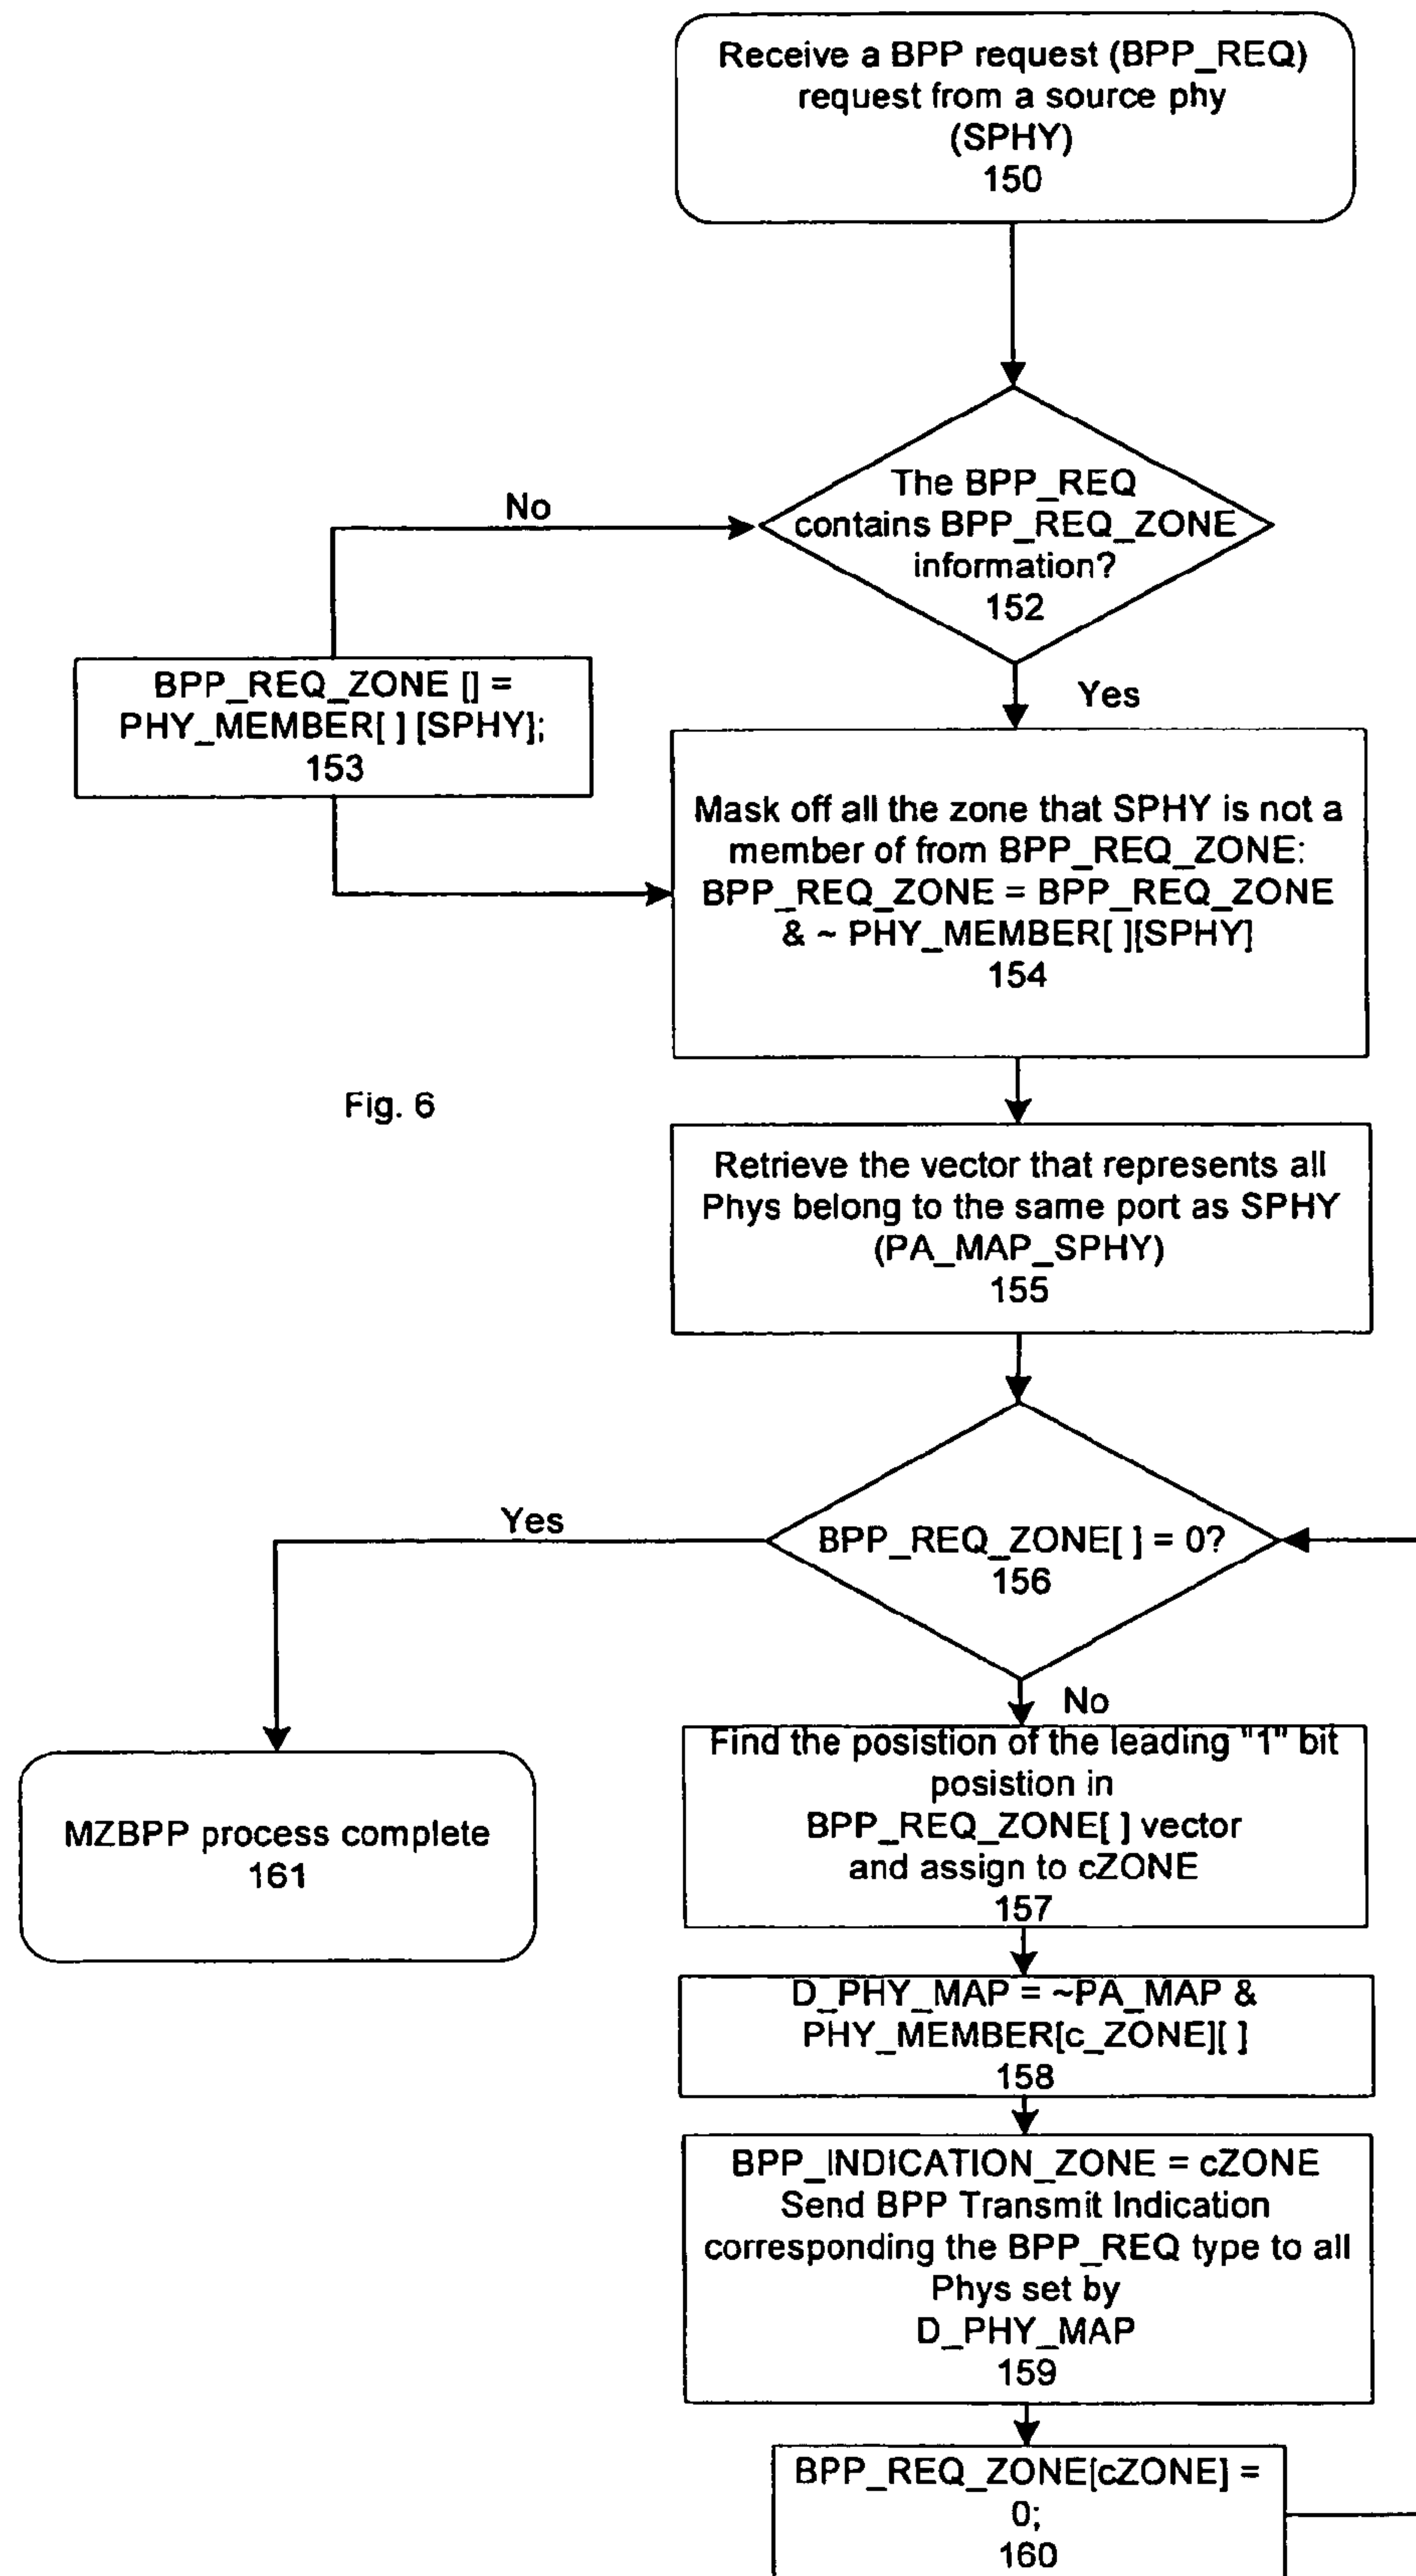 Receive a BPP request (BPP_REQ)
request from a source phy
(SPHY)
150
The BPP_REQ
contains BPP_REQ_ZONE
information?
152
No
Yes
BPP_REQ_ZONE [] =
PHY_MEMBER[ ] [SPHY];
153
Mask off all the zone that SPHY is not a
member of from BPP_REQ_ZONE:
BPP_REQ_ZONE = BPP_REQ_ZONE
& ~ PHY_MEMBER[ ][SPHY]
154
Fig. 6
Retrieve the vector that represents all
Phys belong to the same port as SPHY
(PA_MAP_SPHY)
155
BPP_REQ_ZONE[ ] = 0?
156
Yes
No
MZBPP process complete
161
Find the posistion of the leading "1" bit
posistion in
BPP_REQ_ZONE[ ] vector
and assign to cZONE
157
D_PHY_MAP = ~PA_MAP &
PHY_MEMBER[c_ZONE][ ]
158
BPP_INDICATION_ZONE = cZONE
Send BPP Transmit Indication
corresponding the BPP_REQ type to all
Phys set by
D_PHY_MAP
159
BPP_REQ_ZONE[cZONE] =
0;
160